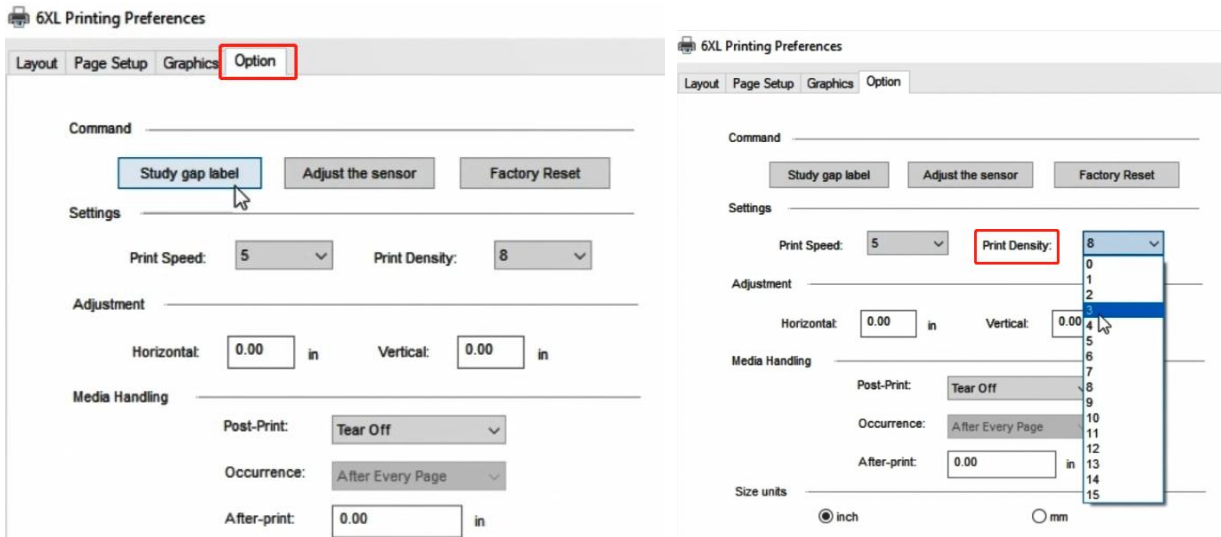 6XL Printing Preferences
Layout Page Setup Graphics Option
Command
Study gap label Adjust the sensor Factory Reset
Settings
Print Speed: 5 Print Density: 8
Adjustment
Horizontal: 0.00 in Vertical: 0.00 in
Media Handling
Post-Print: Tear Off
Occurrence: After Every Page
After-print: 0.00 in
6XL Printing Preferences
Layout Page Setup Graphics Option
Command
Study gap label Adjust the sensor Factory Reset
Settings
Print Speed: 5 Print Density: 8
0
1
2
3
4
5
6
7
8
9
10
11
12
13
14
15
Adjustment
Horizontal: 0.00 in Vertical: 0.00
Media Handling
Post-Print: Tear Off
Occurrence: After Every Page
After-print: 0.00 in
Size units
inch mm